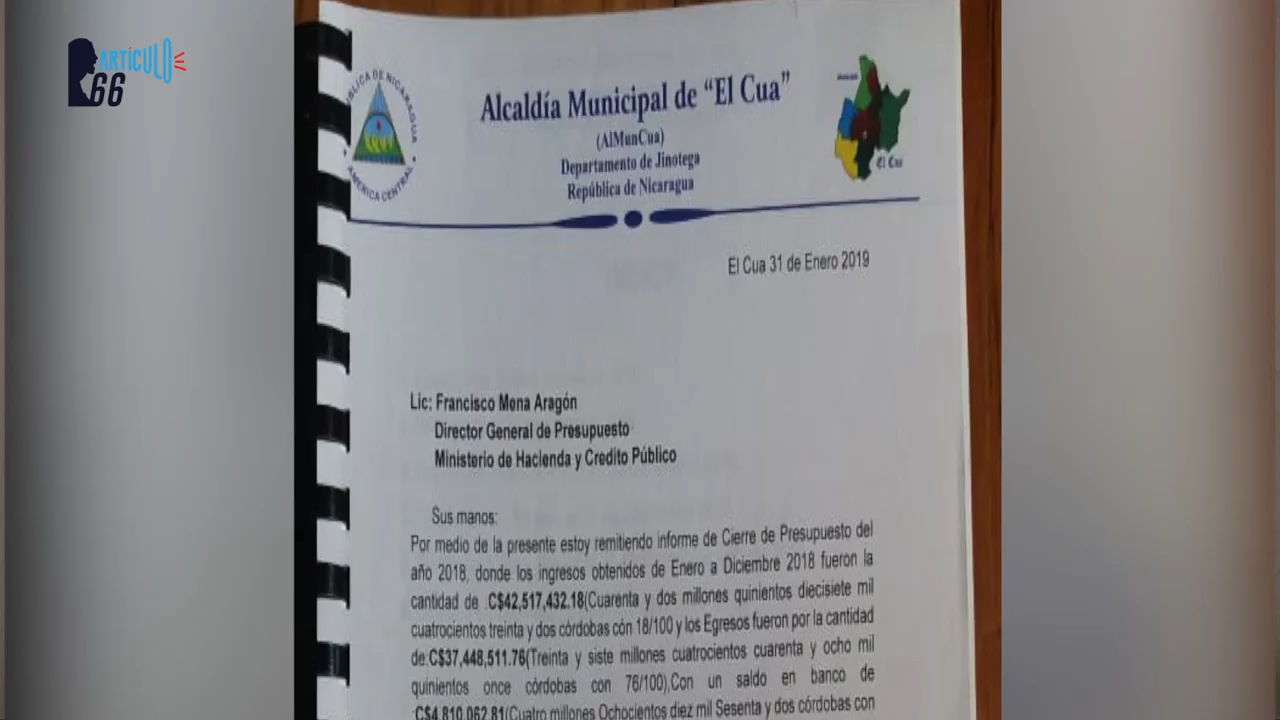 ARTÍCULO
66
REPÚBLICA DE NICARAGUA
AMERICA CENTRAL
Alcaldía Municipal de “El Cua”
(AlMunCua)
Departamento de Jinotega
República de Nicaragua
El Cua
El Cua 31 de Enero 2019
Lic: Francisco Mena Aragón
Director General de Presupuesto
Ministerio de Hacienda y Credito Público
Sus manos:
Por medio de la presente estoy remitiendo informe de Cierre de Presupuesto del
año 2018, donde los ingresos obtenidos de Enero a Diciembre 2018 fueron la
cantidad de :C$42,517,432.18(Cuarenta y dos millones quinientos diecisiete mil
cuatrocientos treinta y dos córdobas cón 18/100 y los Egresos fueron por la cantidad
de:C$37,448,511.76(Treinta y siste millones cuatrocientos cuarenta y ocho mil
quinientos once córdobas con 76/100),Con un saldo en banco de
C$4,810,062.81(Cuatro millones Ochocientos diez mil Sesenta y dos córdobas con